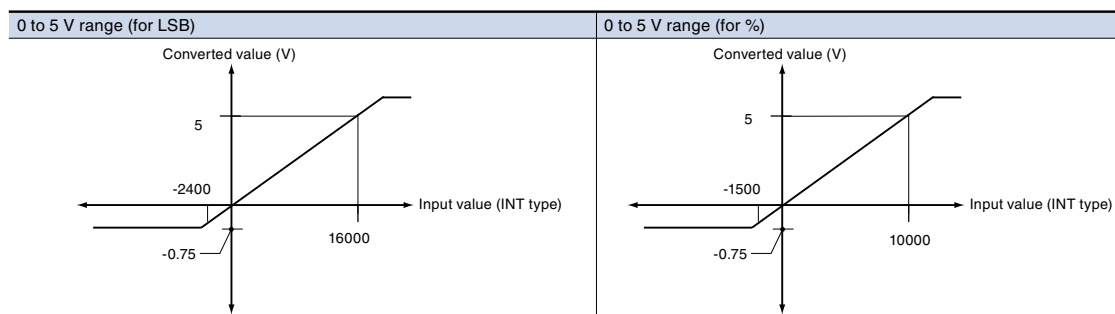 0 to 5 V range (for LSB)
Converted value (V)
5
-2400
Input value (INT type)
16000
-0.75
0 to 5 V range (for %)
Converted value (V)
5
-1500
Input value (INT type)
10000
-0.75